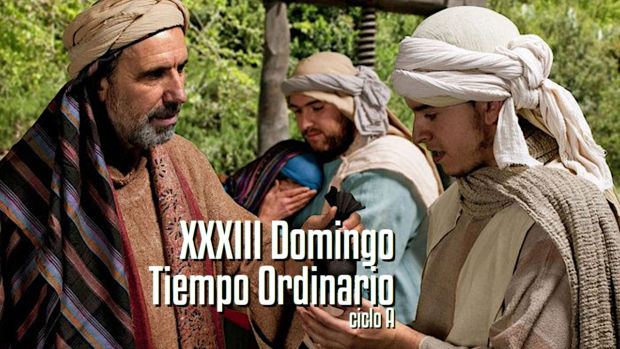 XXXIII Domingo
Tiempo Ordinario
ciclo A